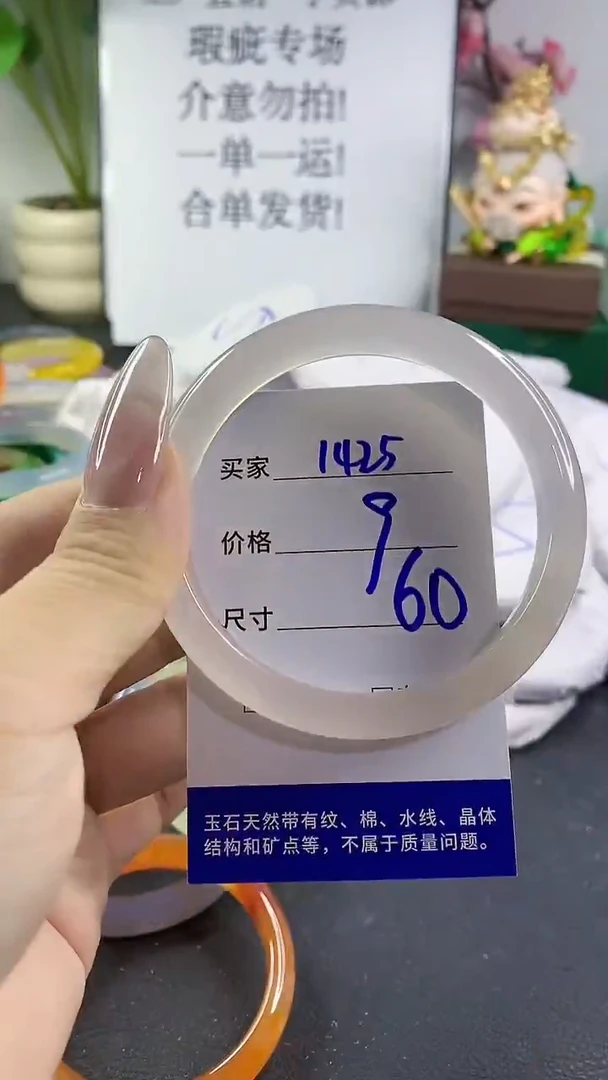 瑕疵专场
介意勿拍!
一单一运!
合单发货!
买家 1425
价格 9
尺寸 60
玉石天然带有纹、棉、水线、晶体
结构和矿点等，不属于质量问题。